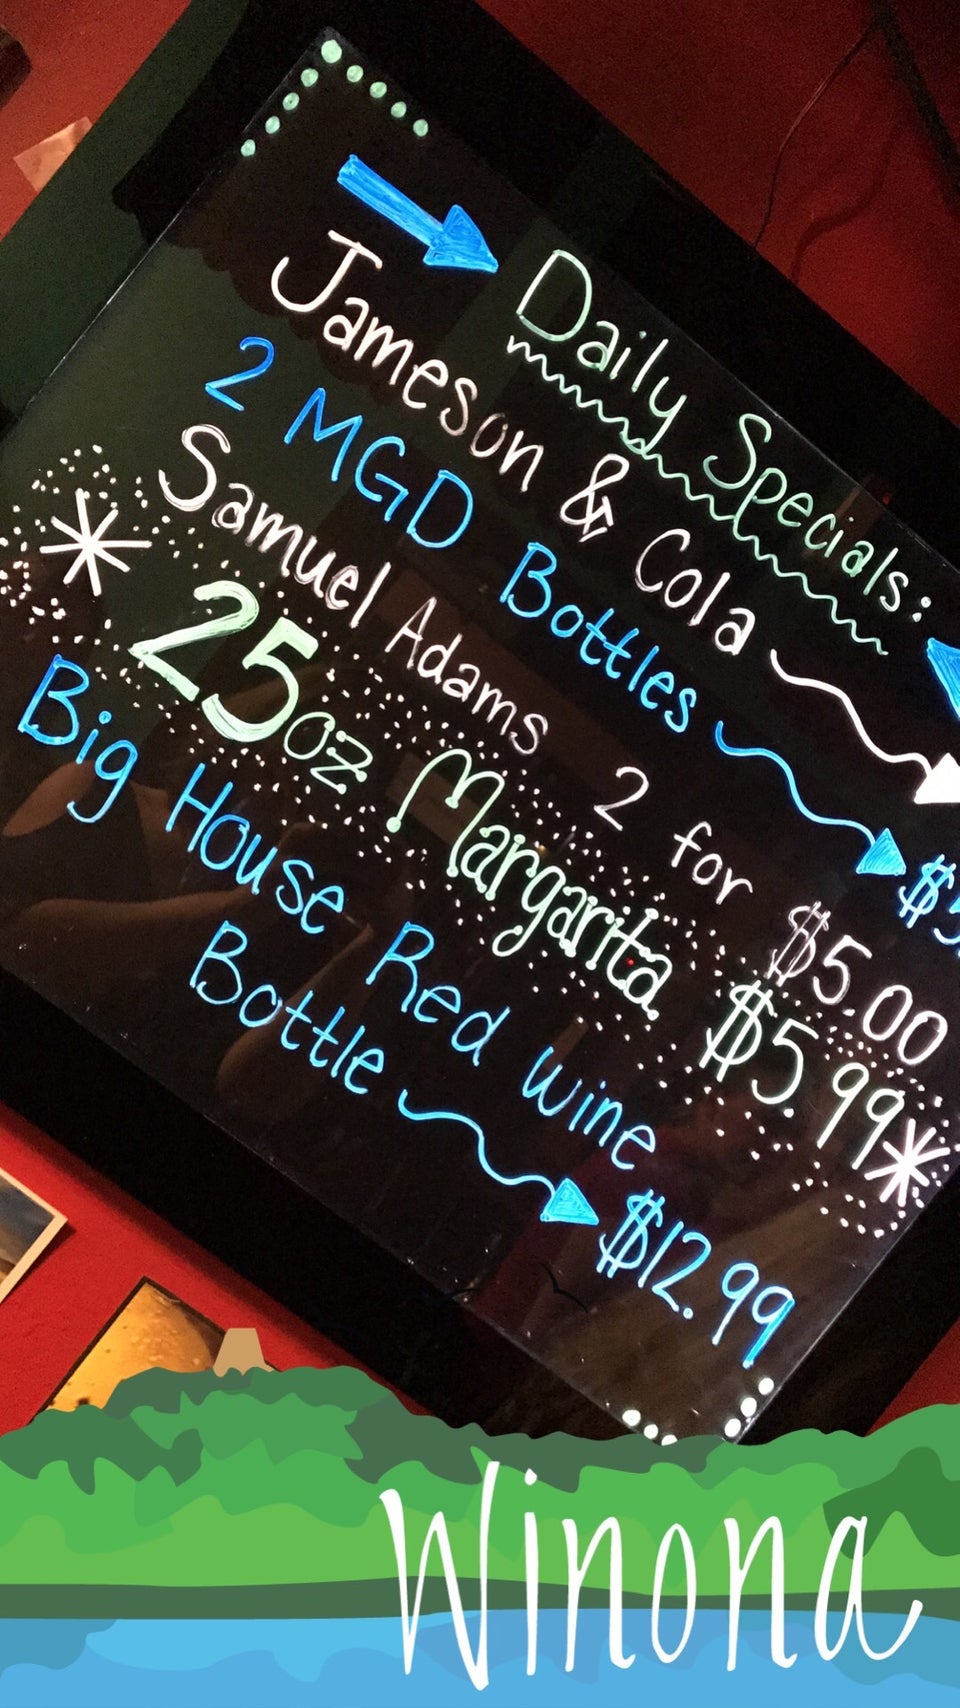 Daily Specials:
Jameson & Cola
2 MGD Bottles $5
Samuel Adams 2 for $5.00
25oz Margarita $5.99
Big House Red Wine
Bottle $12.99
Winona